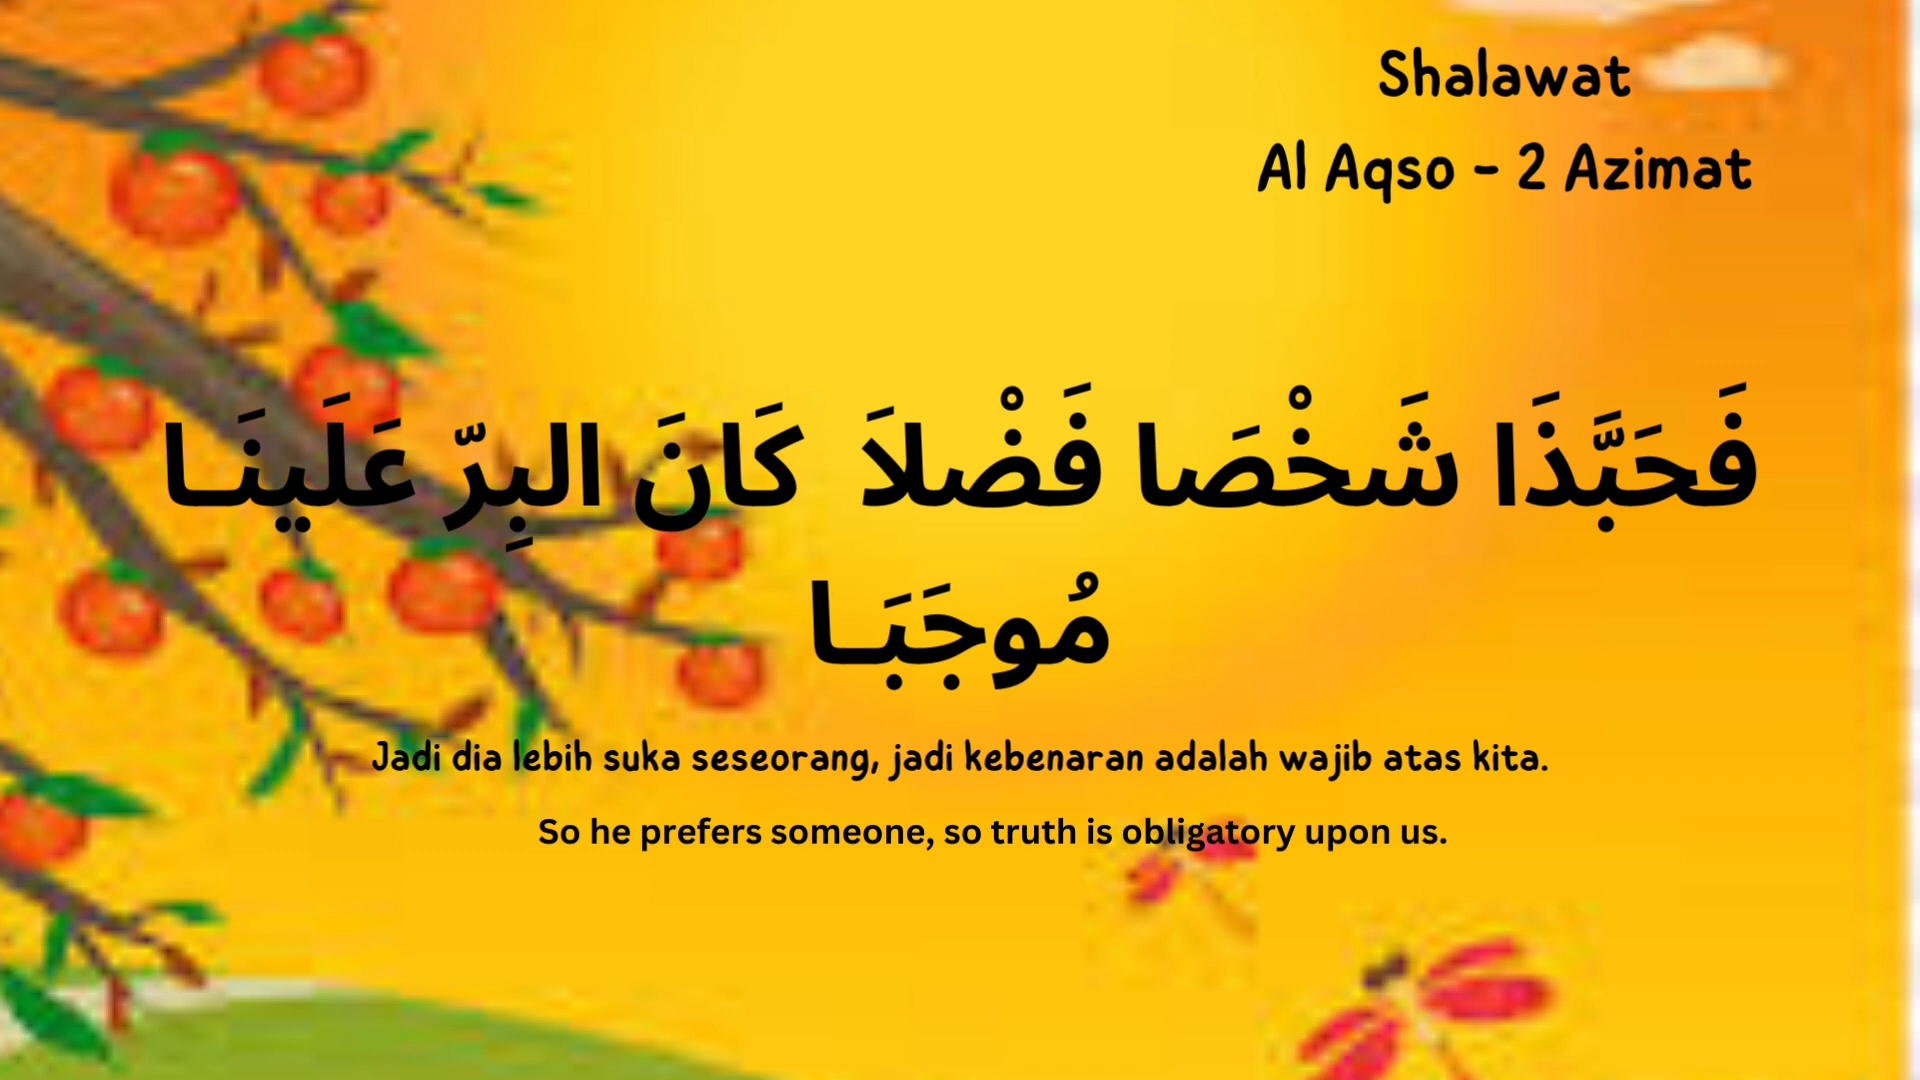 Shalawat
Al Aqso - 2 Azimat
فَحَبَّذَا شَخْصَا فَضْلاَ كَانَ البِرّ عَلَينَـا
مُوجَبَـا
Jadi dia lebih suka seseorang, jadi kebenaran adalah wajib atas kita.
So he prefers someone, so truth is obligatory upon us.